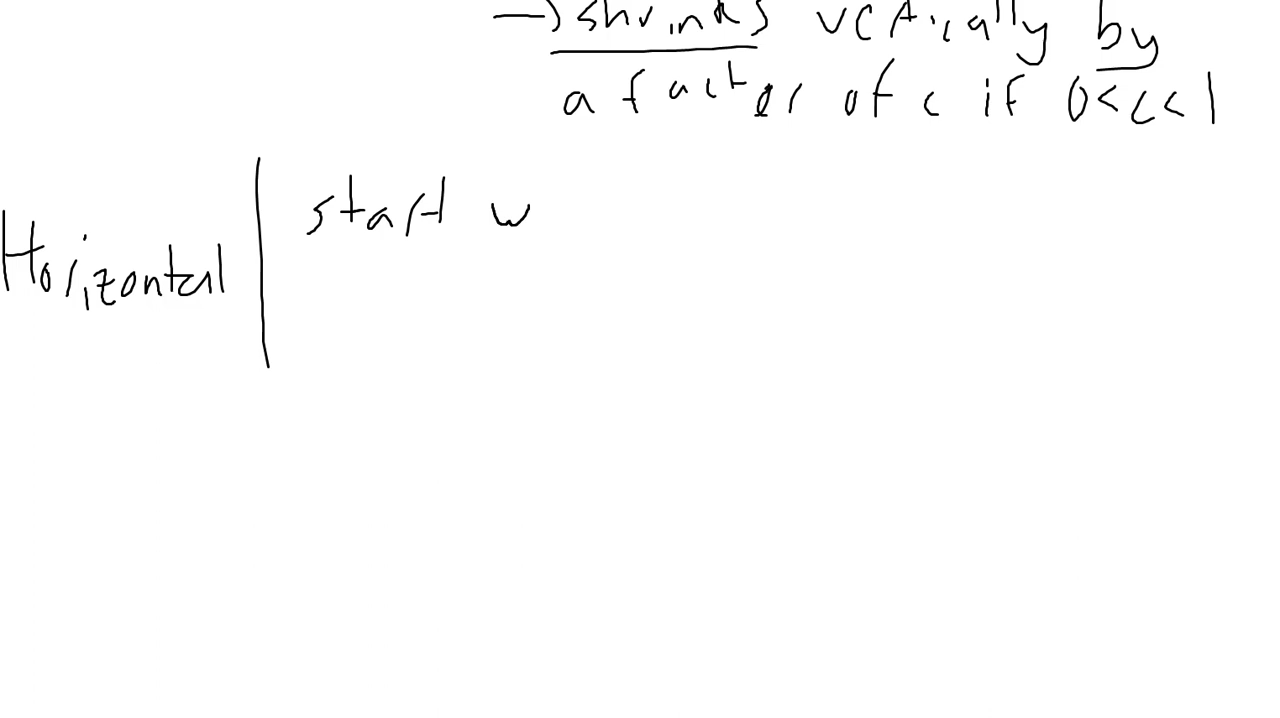 → shrinks vertically by
a factor of c if 0<c<1
start w
Horizontal